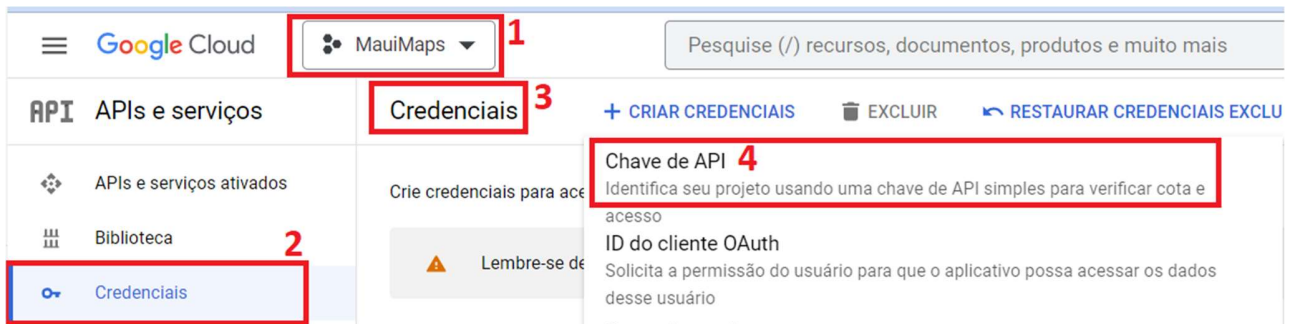 Google Cloud
MauiMaps
1
Pesquise (/) recursos, documentos, produtos e muito mais
API APIs e serviços
Credenciais
3
+ CRIAR CREDENCIAIS
EXCLUIR
RESTAURAR CREDENCIAIS EXCLU
Chave de API 4
Identifica seu projeto usando uma chave de API simples para verificar cota e
acesso
ID do cliente OAuth
Solicita a permissão do usuário para que o aplicativo possa acessar os dados
desse usuário
APIs e serviços ativados
Crie credenciais para ace
Biblioteca
2
Lembre-se de
Credenciais